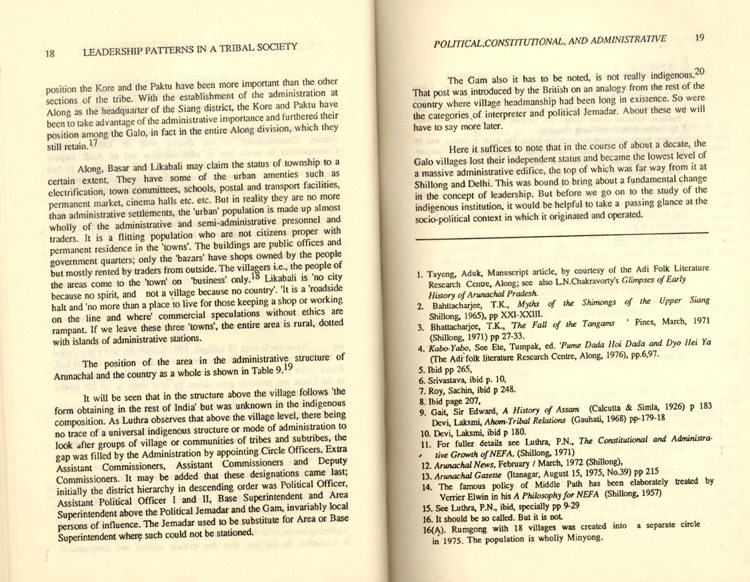 18 LEADERSHIP PATTERNS IN A TRIBAL SOCIETY
position the Kore and the Paktu have been more important than the other
sections of the tribe. With the establishment of the administration at
Along as the headquarter of the Siang district, the Kore and Paktu have
been to take advantage of the administrative importance and furthered their
position among the Galo, in fact in the entire Along division, which they
still retain.17
Along, Basar and Likabali may claim the status of township to a
certain extent. They have some of the urban amenities such as
electrification, town committees, schools, postal and transport facilities,
permanent market, cinema halls etc. etc. But in reality they are no more
than administrative settlements, the 'urban' population is made up almost
wholly of the administrative and semi-administrative presonnel and
traders. It is a flitting population who are not citizens proper with
permanent residence in the 'towns'. The buildings are public offices and
government quarters; only the 'bazars' have shops owned by the people
but mostly rented by traders from outside. The villagers i.e., the people of
the areas come to the 'town' on 'business' only.18 Likabali is 'no city
because no spirit, and not a village because no country'. 'It is a 'roadside
halt and 'no more than a place to live for those keeping a shop or working
on the line and where' commercial speculations without ethics are
rampant. If we leave these three 'towns', the entire area is rural, dotted
with islands of administrative stations.
The position of the area in the administrative structure of
Arunachal and the country as a whole is shown in Table 9.19
It will be seen that in the structure above the village follows 'the
form obtaining in the rest of India' but was unknown in the indigenous
composition. As Luthra observes that above the village level, there being
no trace of a universal indigenous structure or mode of administration to
look after groups of village or communities of tribes and subtribes, the
gap was filled by the Administration by appointing Circle Officers, Extra
Assistant Commissioners, Assistant Commissioners and Deputy
Commissioners. It may be added that these designations came last;
initially the district hierarchy in descending order was Political Officer,
Assistant Political Officer I and II, Base Superintendent and Area
Superintendent above the Political Jemadar and the Gam, invariably local
persons of influence. The Jemadar used to be substitute for Area or Base
Superintendent where such could not be stationed.
POLITICAL,CONSTITUTIONAL, AND ADMINISTRATIVE 19
The Gam also it has to be noted, is not really indigenous.20
That post was introduced by the British on an analogy from the rest of the
country where village headmanship had been long in existence. So were
the categories of interpreter and political Jemadar. About these we will
have to say more later.
Here it suffices to note that in the course of about a decade, the
Galo villages lost their independent status and became the lowest level of
a massive administrative edifice, the top of which was far way from it at
Shillong and Delhi. This was bound to bring about a fundamental change
in the concept of leadership. But before we go on to the study of the
indigenous institution, it would be helpful to take a passing glance at the
socio-political context in which it originated and operated.
1. Tayeng, Aduk, Manuscript article, by courtesy of the Adi Folk Literature
Research Centre, Along; see also L.N.Chakravorty's Glimpses of Early
History of Arunachal Pradesh.
2. Bahttacharjee, T.K., Myths of the Shimongs of the Upper Siang
Shillong, 1965), pp XXI-XXIII.
3. Bhattacharjee, T.K., The Fall of the Tangams ' Pines, March, 1971
(Shillong, 1971) pp 27-33.
4. Kabo-Yabo, See Ete, Tumpak, ed. 'Pume Dada Hoi Dada and Dyo Hei Ya
(The Adi folk literature Research Centre, Along, 1976), pp.6,97.
5. Ibid pp 265,
6. Srivastava, ibid p. 10,
7. Roy, Sachin, ibid p 248.
8. Ibid page 207,
9. Gait, Sir Edward, A History of Assam (Calcutta & Simla, 1926) p 183
Devi, Laksmi, Ahom-Tribal Relations (Gauhati, 1968) pp-179-18
10. Devi, Laksmi, ibid p 180.
11. For fuller details see Luthra, P.N., The Constitutional and Administra-
tive Growth of NEFA, (Shillong, 1971)
12. Arunachal News, February / March, 1972 (Shillong),
13. Arunachal Gazette (Itanagar, August 15, 1975, No.39) pp 215
14. The famous policy of Middle Path has been elaborately treated by
Verrier Elwin in his A Philosophy for NEFA (Shillong, 1957)
15. See Luthra, P.N., ibid, specially pp 9-29
16. It should be so called. But it is not.
16(A). Rumgong with 18 villages was created into a separate circle
in 1975. The population is wholly Minyong.